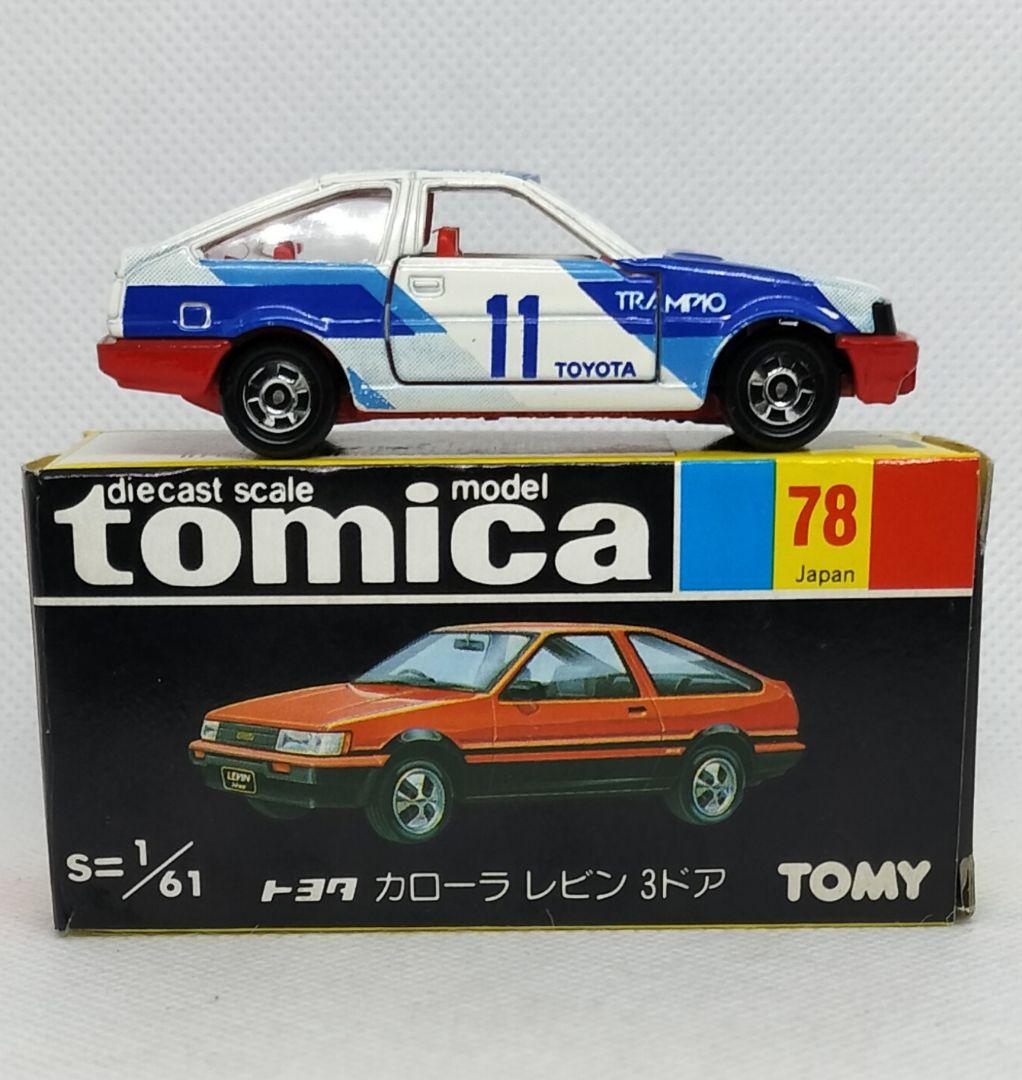 11
TRAMPIO
TOYOTA
diecast scale model
tomica
78
Japan
LEVIN
S=1/61
トヨタ カローラ レビン 3ドア
TOMY